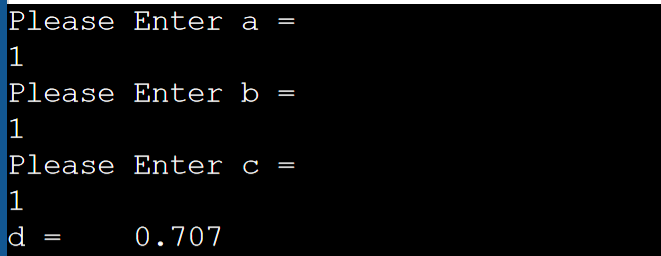 Please Enter a =
1
Please Enter b =
1
Please Enter c =
1
d =    0.707